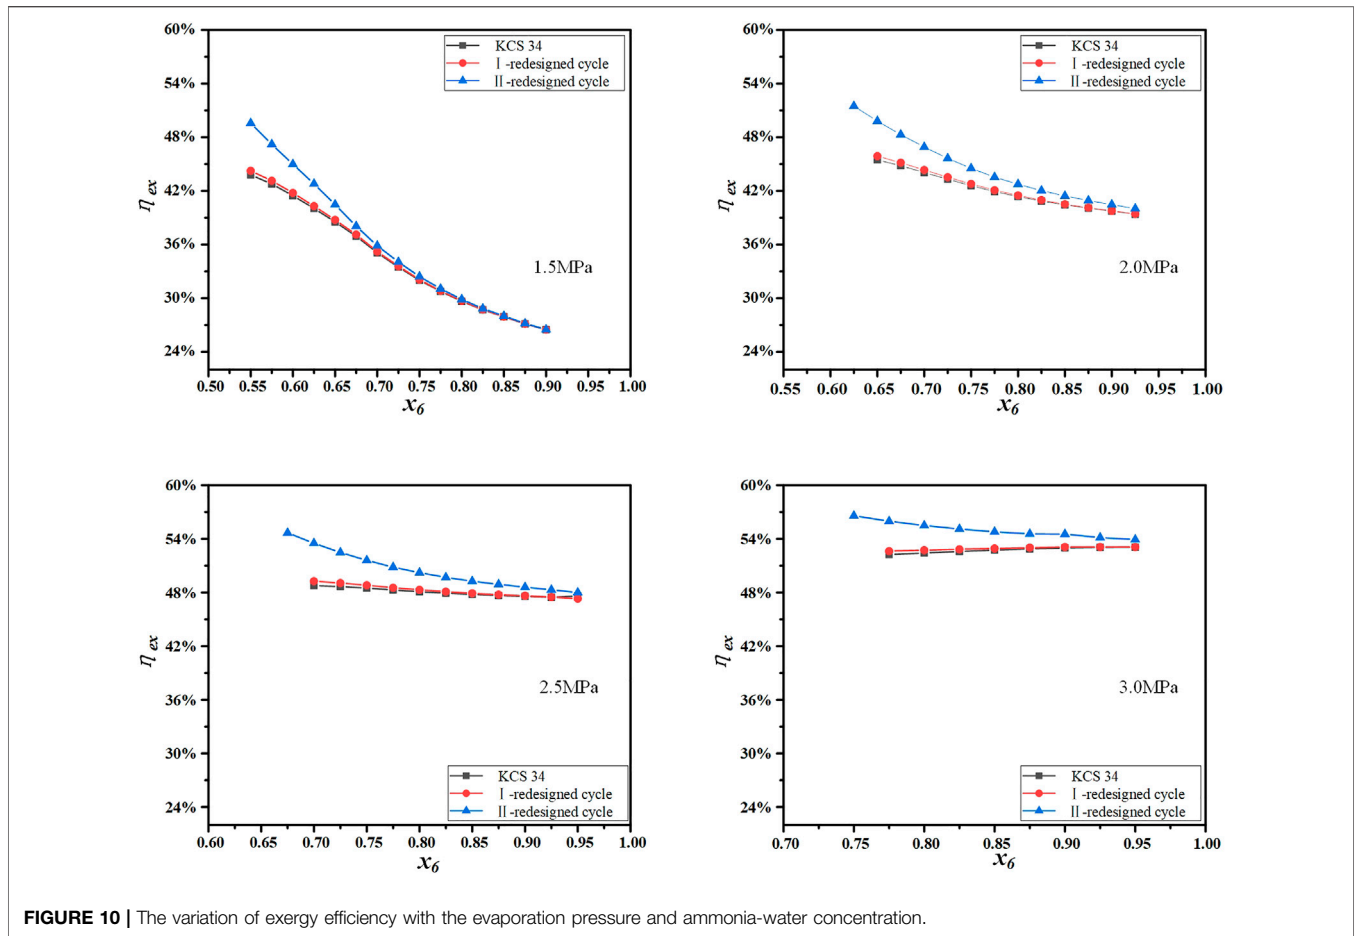 60%
54%
48%
42%
36%
30%
24%
η ex
KCS 34
Ⅰ-redesigned cycle
Ⅱ-redesigned cycle
1.5MPa
0.50 0.55 0.60 0.65 0.70 0.75 0.80 0.85 0.90 0.95 1.00
x6
60%
54%
48%
42%
36%
30%
24%
η ex
KCS 34
Ⅰ-redesigned cycle
Ⅱ-redesigned cycle
2.0MPa
0.55 0.60 0.65 0.70 0.75 0.80 0.85 0.90 0.95 1.00
x6
60%
54%
48%
42%
36%
30%
24%
η ex
2.5MPa
KCS 34
Ⅰ-redesigned cycle
Ⅱ-redesigned cycle
0.60 0.65 0.70 0.75 0.80 0.85 0.90 0.95 1.00
x6
60%
54%
48%
42%
36%
30%
24%
η ex
3.0MPa
KCS 34
Ⅰ-redesigned cycle
Ⅱ-redesigned cycle
0.70 0.75 0.80 0.85 0.90 0.95 1.00
x6
FIGURE 10 | The variation of exergy efficiency with the evaporation pressure and ammonia-water concentration.